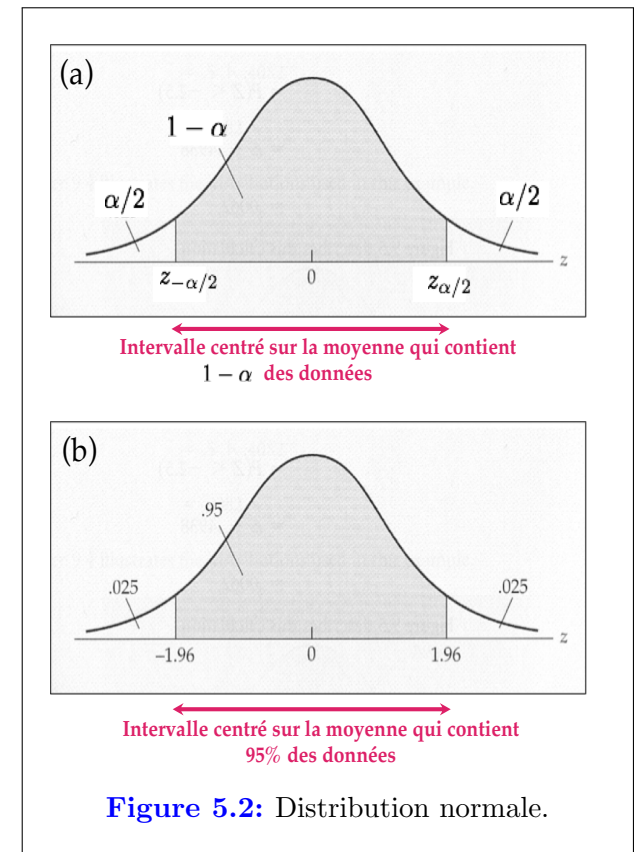 (a)
1 − α
α/2
α/2
z
z₋α/2
0
zα/2
Intervalle centré sur la moyenne qui contient
1 − α des données
(b)
.95
.025
.025
z
−1.96
0
1.96
Intervalle centré sur la moyenne qui contient
95% des données
Figure 5.2: Distribution normale.